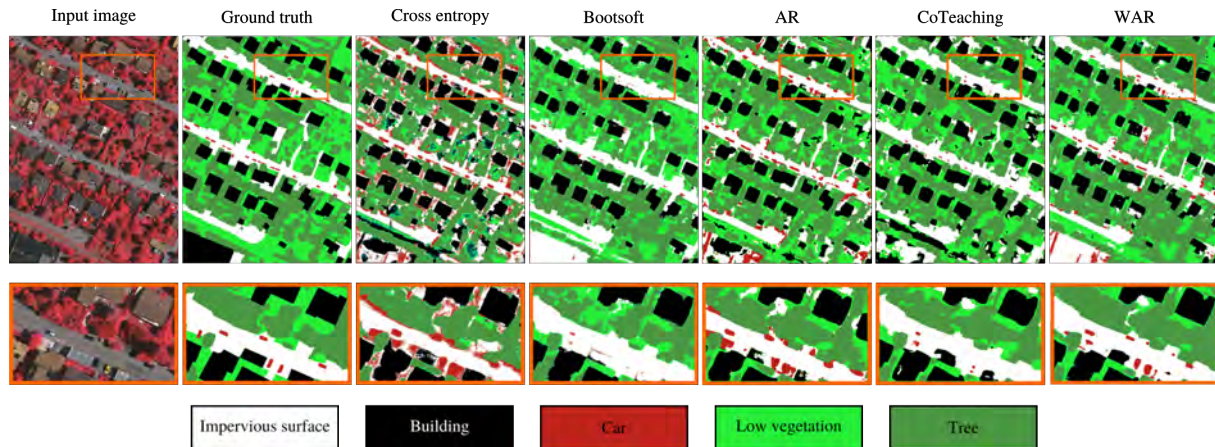 Input image Ground truth Cross entropy Bootsoft AR CoTeaching WAR
Impervious surface Building Car Low vegetation Tree